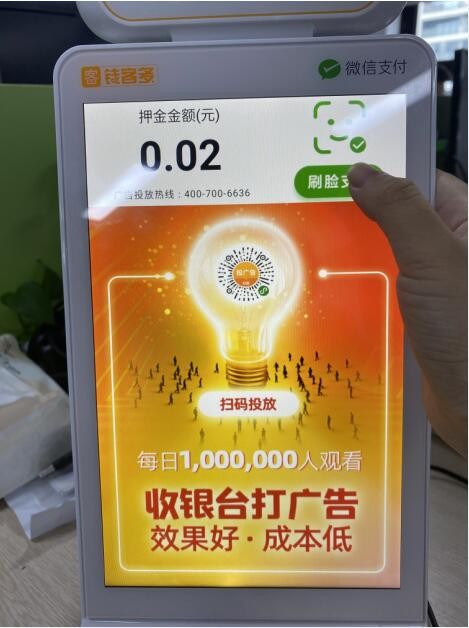 客 钱客多
微信支付
押金金额(元)
0.02
刷脸支
广告投放热线：400-700-6636
投广告
扫码投放
每日1,000,000人观看
收银台打广告
效果好·成本低